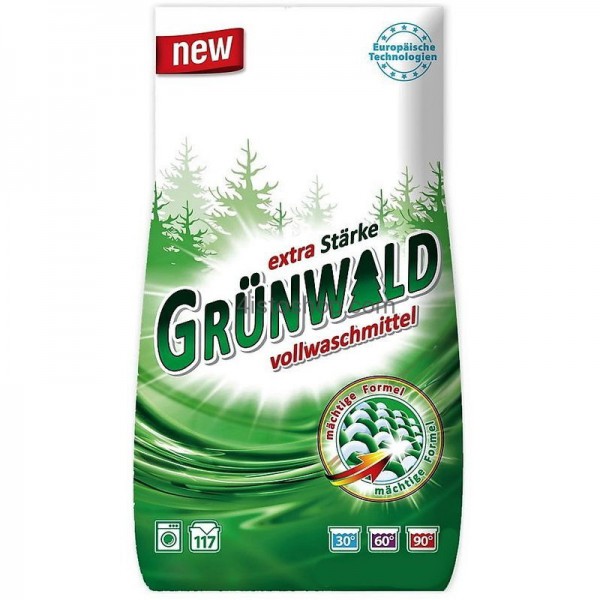 new
Europäische
Technologien
extra Stärke
GRÜNWALD
vollwaschmittel
mächtige Formel
mächtige Formel
117
30°
60°
90°